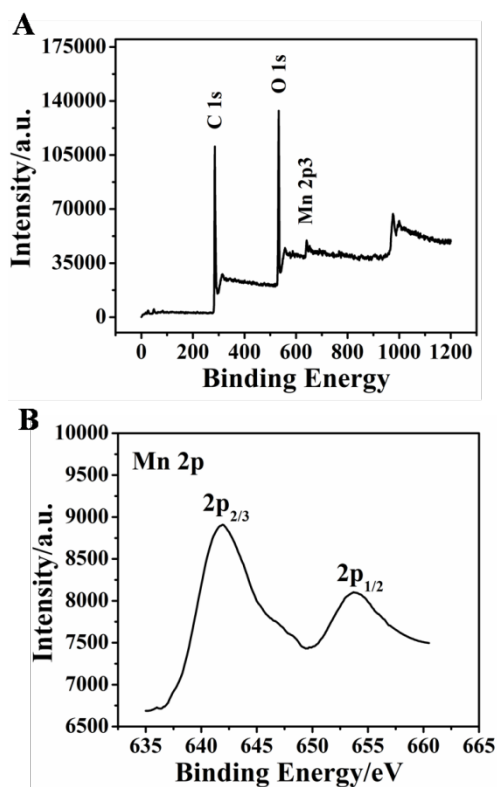 A
175000
140000
105000
70000
35000
0
Intensity/a.u.
C 1s
O 1s
Mn 2p3
0 200 400 600 800 1000 1200
Binding Energy
B
10000
9500
9000
8500
8000
7500
7000
6500
Intensity/a.u.
Mn 2p
2p2/3
2p1/2
635 640 645 650 655 660 665
Binding Energy/eV